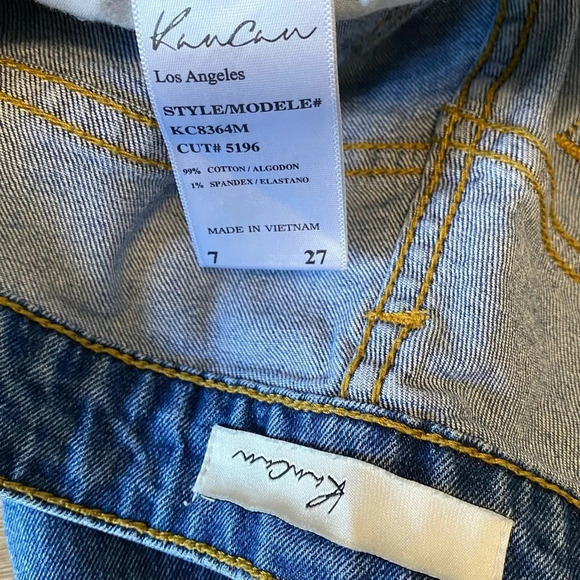 KanCan
Los Angeles
STYLE/MODELE#
KC8364M
CUT# 5196
99% COTTON / ALGODON
1% SPANDEX / ELASTANO
MADE IN VIETNAM
7 27
KanCan